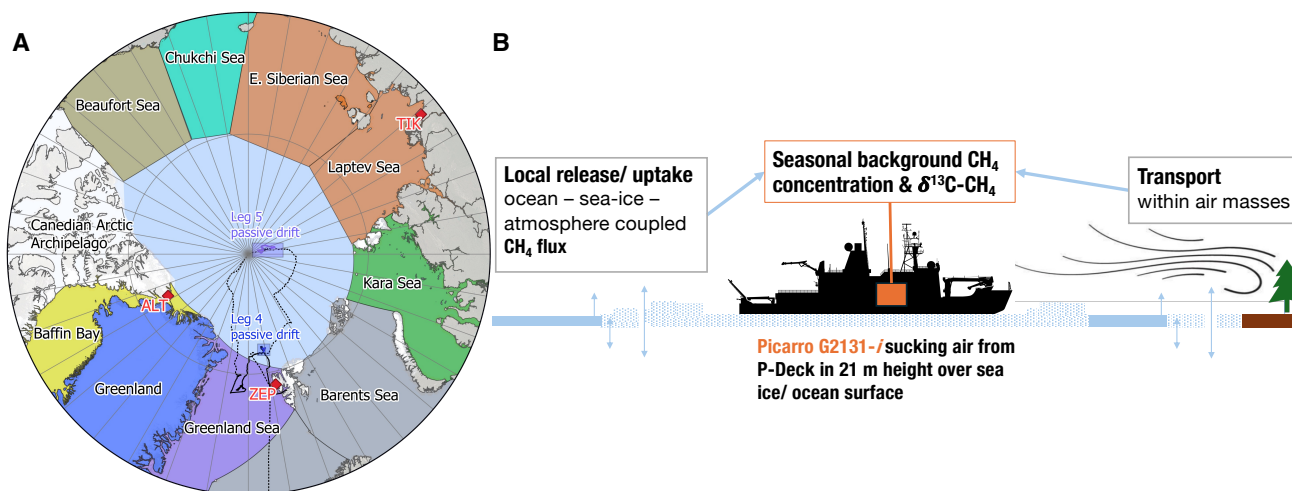 A
Chukchi Sea
E. Siberian Sea
Beaufort Sea
TIK
Laptev Sea
Leg 5
passive drift
Canedian Arctic
Archipelago
Kara Sea
ALT
Leg 4
passive drift
Baffin Bay
Greenland
ZEP
Barents Sea
Greenland Sea
B
Local release/ uptake
ocean – sea-ice –
atmosphere coupled
CH₄ flux
Seasonal background CH₄
concentration & δ¹³C-CH₄
Transport
within air masses
Picarro G2131-i sucking air from
P-Deck in 21 m height over sea
ice/ ocean surface